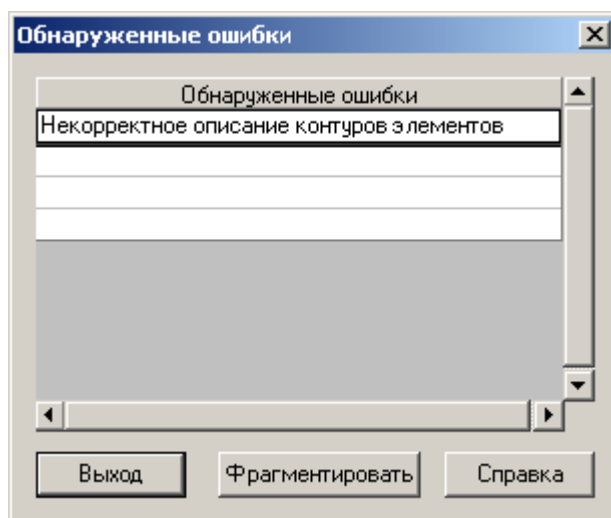 Обнаруженные ошибки
Обнаруженные ошибки
Некорректное описание контуров элементов
Выход
Фрагментировать
Справка